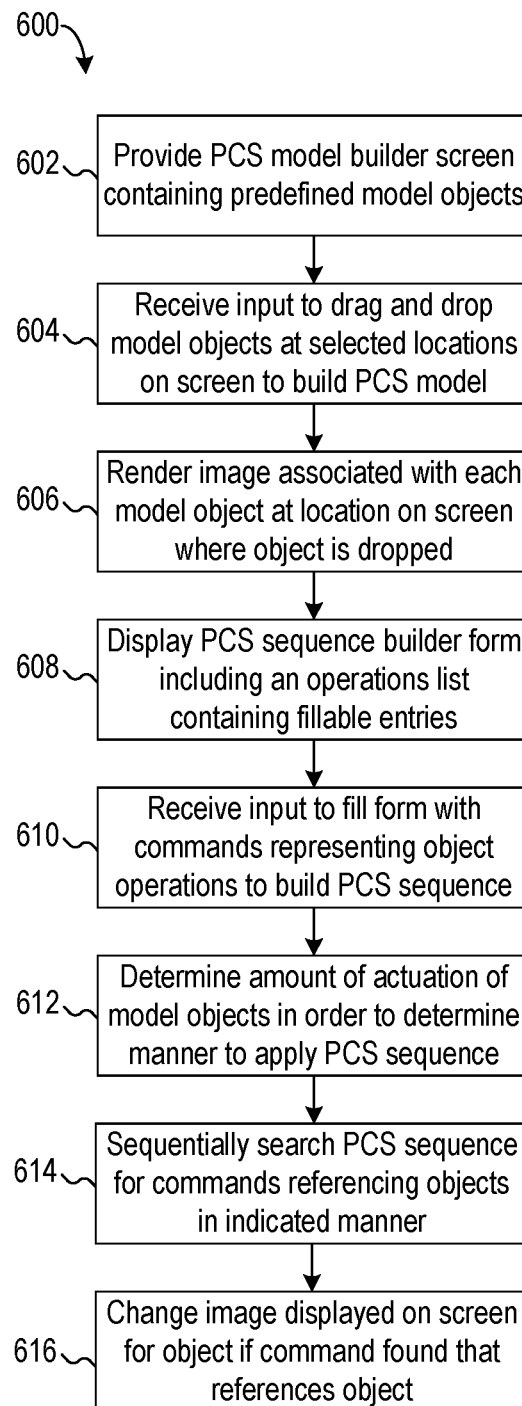 600
602
Provide PCS model builder screen
containing predefined model objects
604
Receive input to drag and drop
model objects at selected locations
on screen to build PCS model
606
Render image associated with each
model object at location on screen
where object is dropped
608
Display PCS sequence builder form
including an operations list
containing fillable entries
610
Receive input to fill form with
commands representing object
operations to build PCS sequence
612
Determine amount of actuation of
model objects in order to determine
manner to apply PCS sequence
614
Sequentially search PCS sequence
for commands referencing objects
in indicated manner
616
Change image displayed on screen
for object if command found that
references object